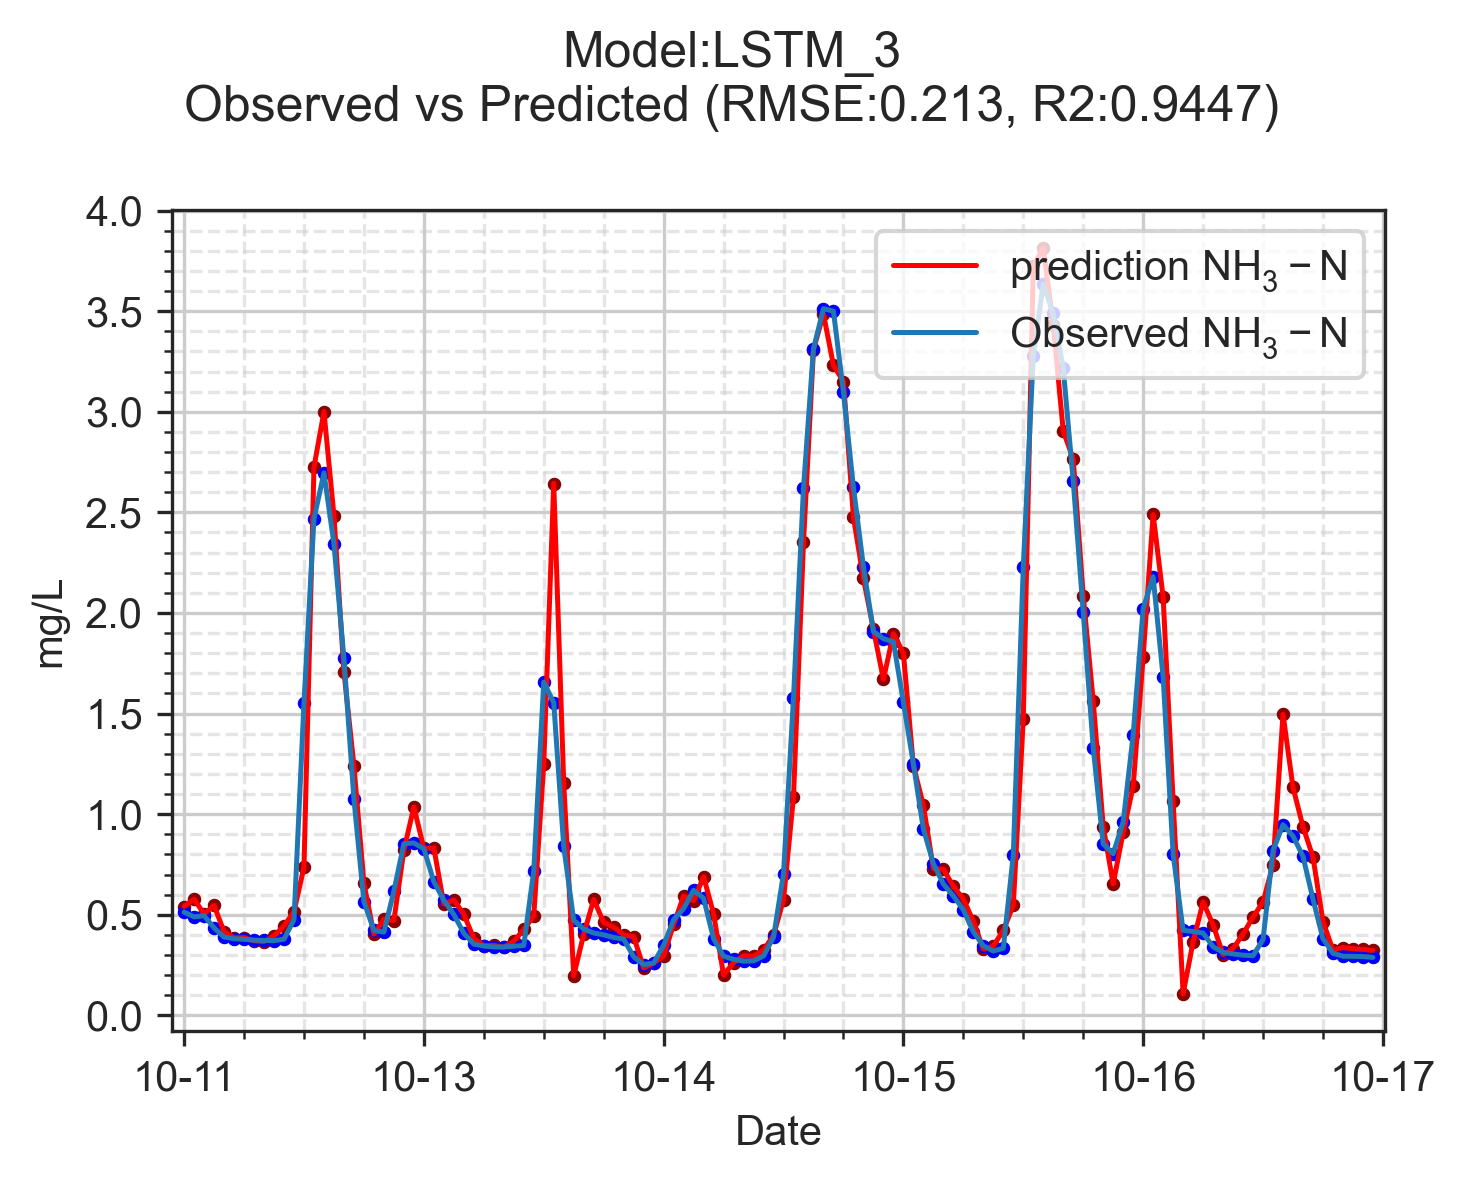 Model:LSTM_3
Observed vs Predicted (RMSE:0.213, R2:0.9447)
prediction NH₃ − N
Observed NH₃ − N
4.0
3.5
3.0
2.5
2.0
1.5
1.0
0.5
0.0
mg/L
10-11 10-13 10-14 10-15 10-16 10-17
Date